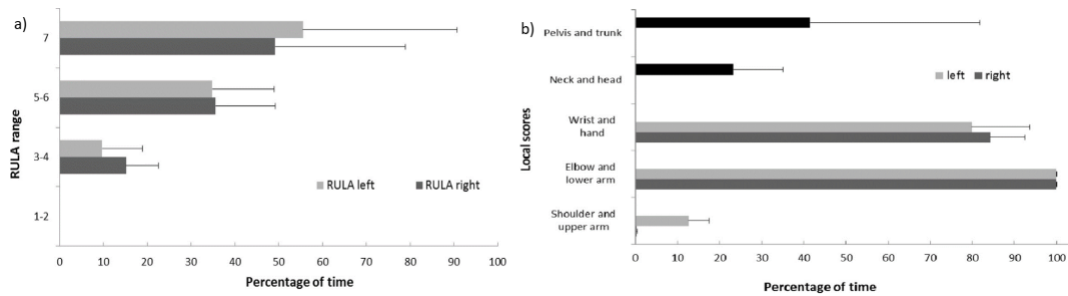 a)
RULA range
7
5-6
3-4
1-2
RULA left
RULA right
0 10 20 30 40 50 60 70 80 90 100
Percentage of time
b)
Local scores
Pelvis and trunk
Neck and head
Wrist and
hand
Elbow and
lower arm
Shoulder and
upper arm
left
right
0 10 20 30 40 50 60 70 80 90 100
Percentage of time